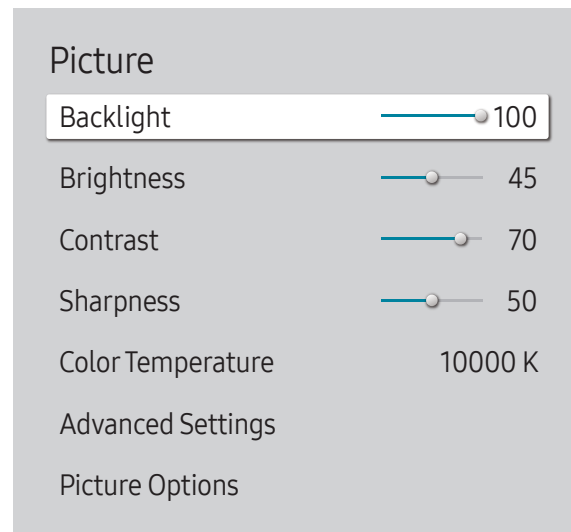 Picture
Backlight 100
Brightness 45
Contrast 70
Sharpness 50
Color Temperature 10000 K
Advanced Settings
Picture Options